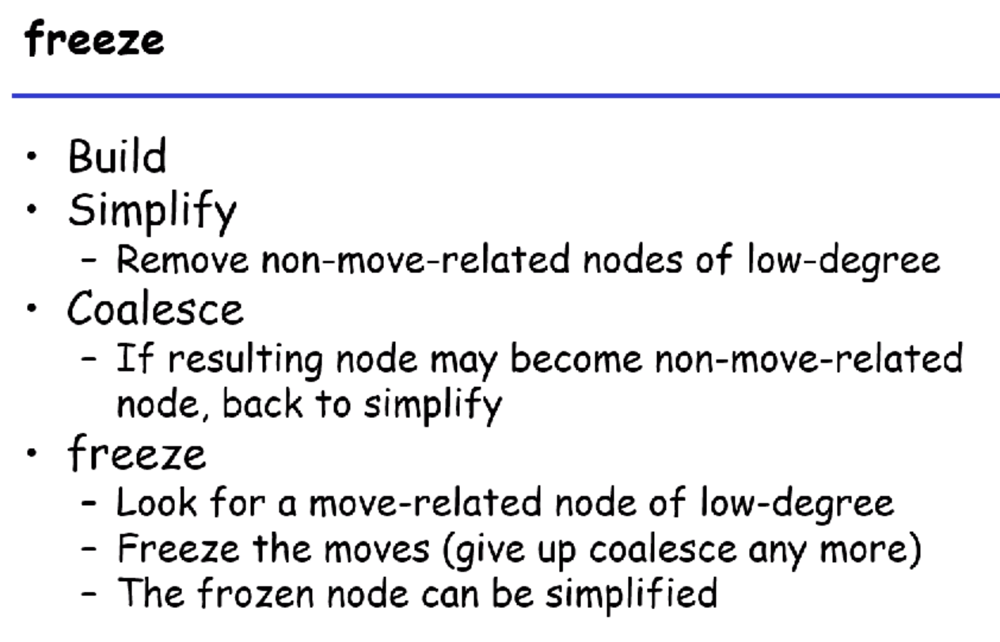 freeze
• Build
• Simplify
– Remove non-move-related nodes of low-degree
• Coalesce
– If resulting node may become non-move-related
node, back to simplify
• freeze
– Look for a move-related node of low-degree
– Freeze the moves (give up coalesce any more)
– The frozen node can be simplified